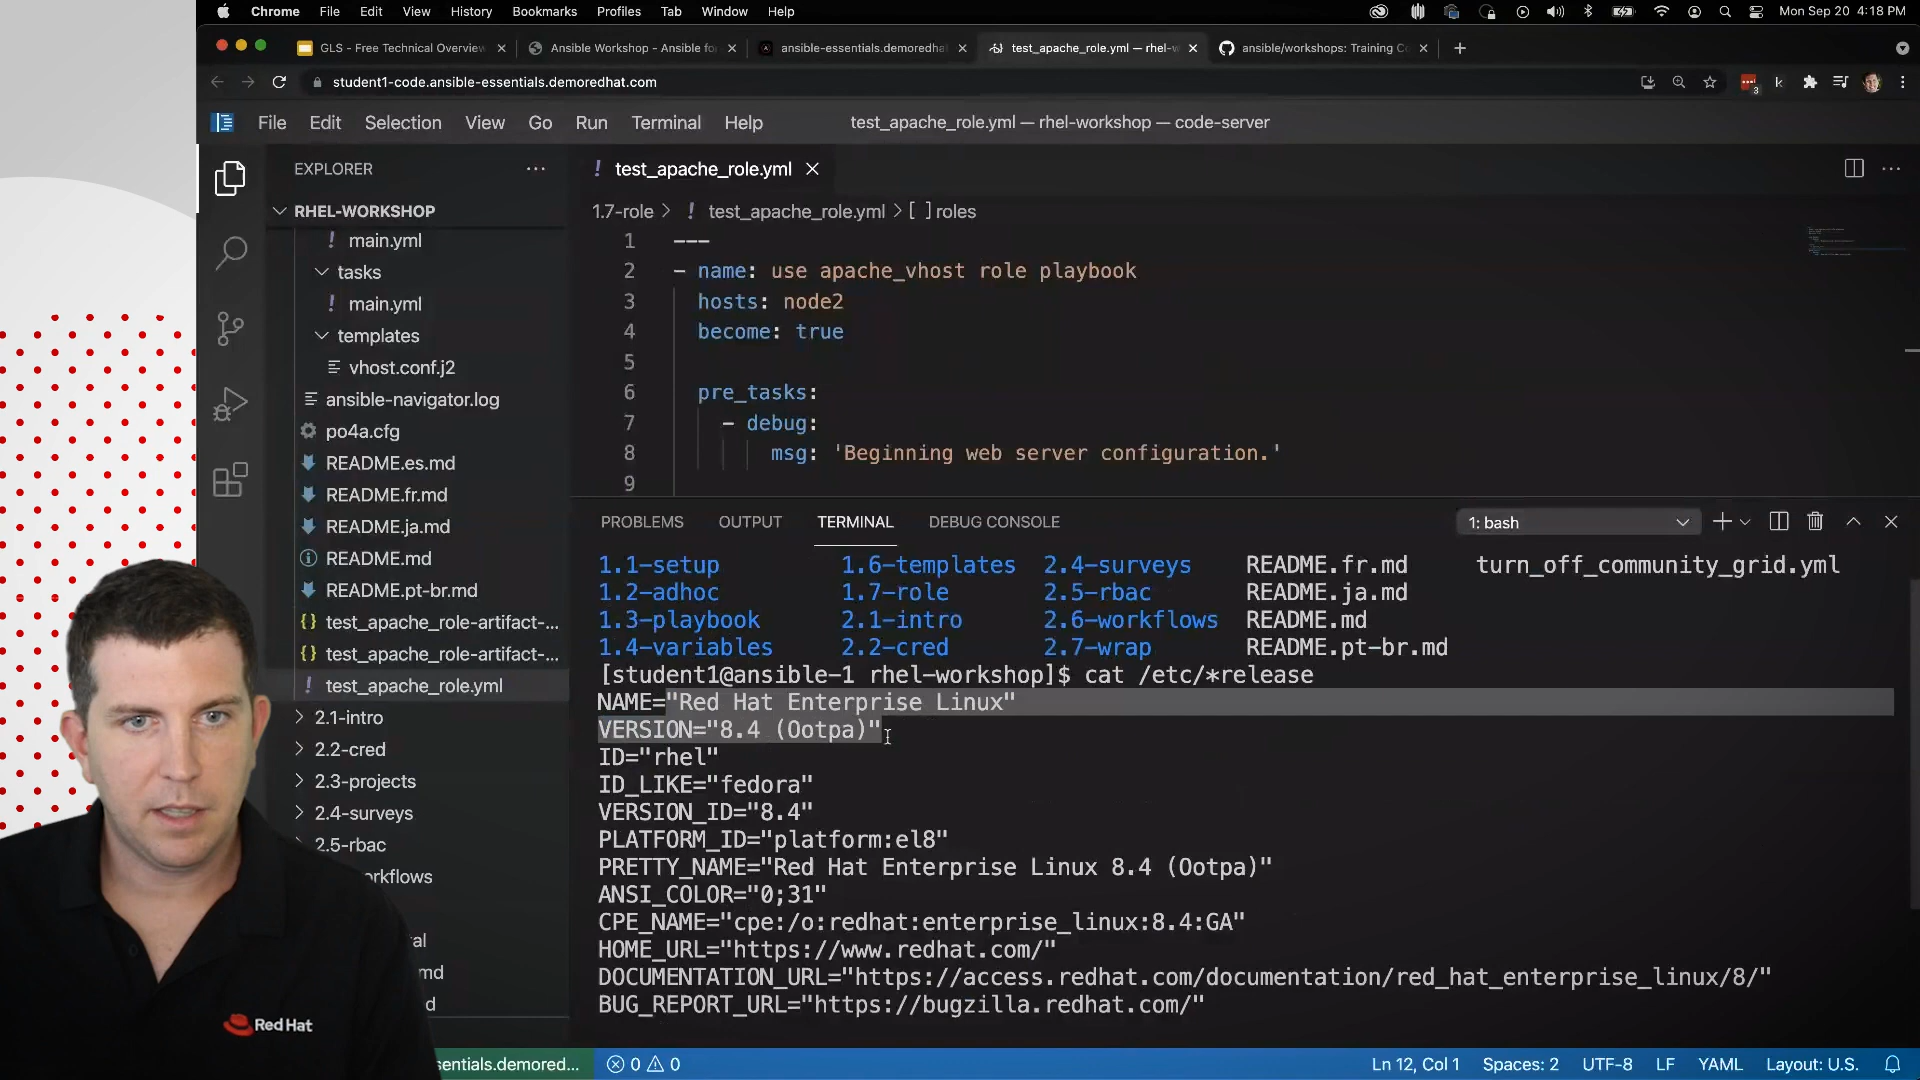 Chrome File Edit View History Bookmarks Profiles Tab Window Help Mon Sep 20 4:18 PM
GLS - Free Technical Overview Ansible Workshop - Ansible for ansible-essentials.demoredhat test_apache_role.yml — rhel-w ansible/workshops: Training Co
student1-code.ansible-essentials.demoredhat.com
File Edit Selection View Go Run Terminal Help test_apache_role.yml — rhel-workshop — code-server
EXPLORER
RHEL-WORKSHOP
main.yml
tasks
main.yml
templates
vhost.conf.j2
ansible-navigator.log
po4a.cfg
README.es.md
README.fr.md
README.ja.md
README.md
README.pt-br.md
test_apache_role-artifact-...
test_apache_role-artifact-...
test_apache_role.yml
2.1-intro
2.2-cred
2.3-projects
2.4-surveys
2.5-rbac
orkflows
al
md
d
test_apache_role.yml
1.7-role > ! test_apache_role.yml > [ ] roles
1 ---
2 - name: use apache_vhost role playbook
3 hosts: node2
4 become: true
5
6 pre_tasks:
7 - debug:
8 msg: 'Beginning web server configuration.'
9
PROBLEMS OUTPUT TERMINAL DEBUG CONSOLE 1: bash
1.1-setup 1.6-templates 2.4-surveys README.fr.md turn_off_community_grid.yml
1.2-adhoc 1.7-role 2.5-rbac README.ja.md
1.3-playbook 2.1-intro 2.6-workflows README.md
1.4-variables 2.2-cred 2.7-wrap README.pt-br.md
[student1@ansible-1 rhel-workshop]$ cat /etc/*release
NAME="Red Hat Enterprise Linux"
VERSION="8.4 (Ootpa)"
ID="rhel"
ID_LIKE="fedora"
VERSION_ID="8.4"
PLATFORM_ID="platform:el8"
PRETTY_NAME="Red Hat Enterprise Linux 8.4 (Ootpa)"
ANSI_COLOR="0;31"
CPE_NAME="cpe:/o:redhat:enterprise_linux:8.4:GA"
HOME_URL="https://www.redhat.com/"
DOCUMENTATION_URL="https://access.redhat.com/documentation/red_hat_enterprise_linux/8/"
BUG_REPORT_URL="https://bugzilla.redhat.com/"
Red Hat
sentials.demored... 0 0 Ln 12, Col 1 Spaces: 2 UTF-8 LF YAML Layout: U.S.